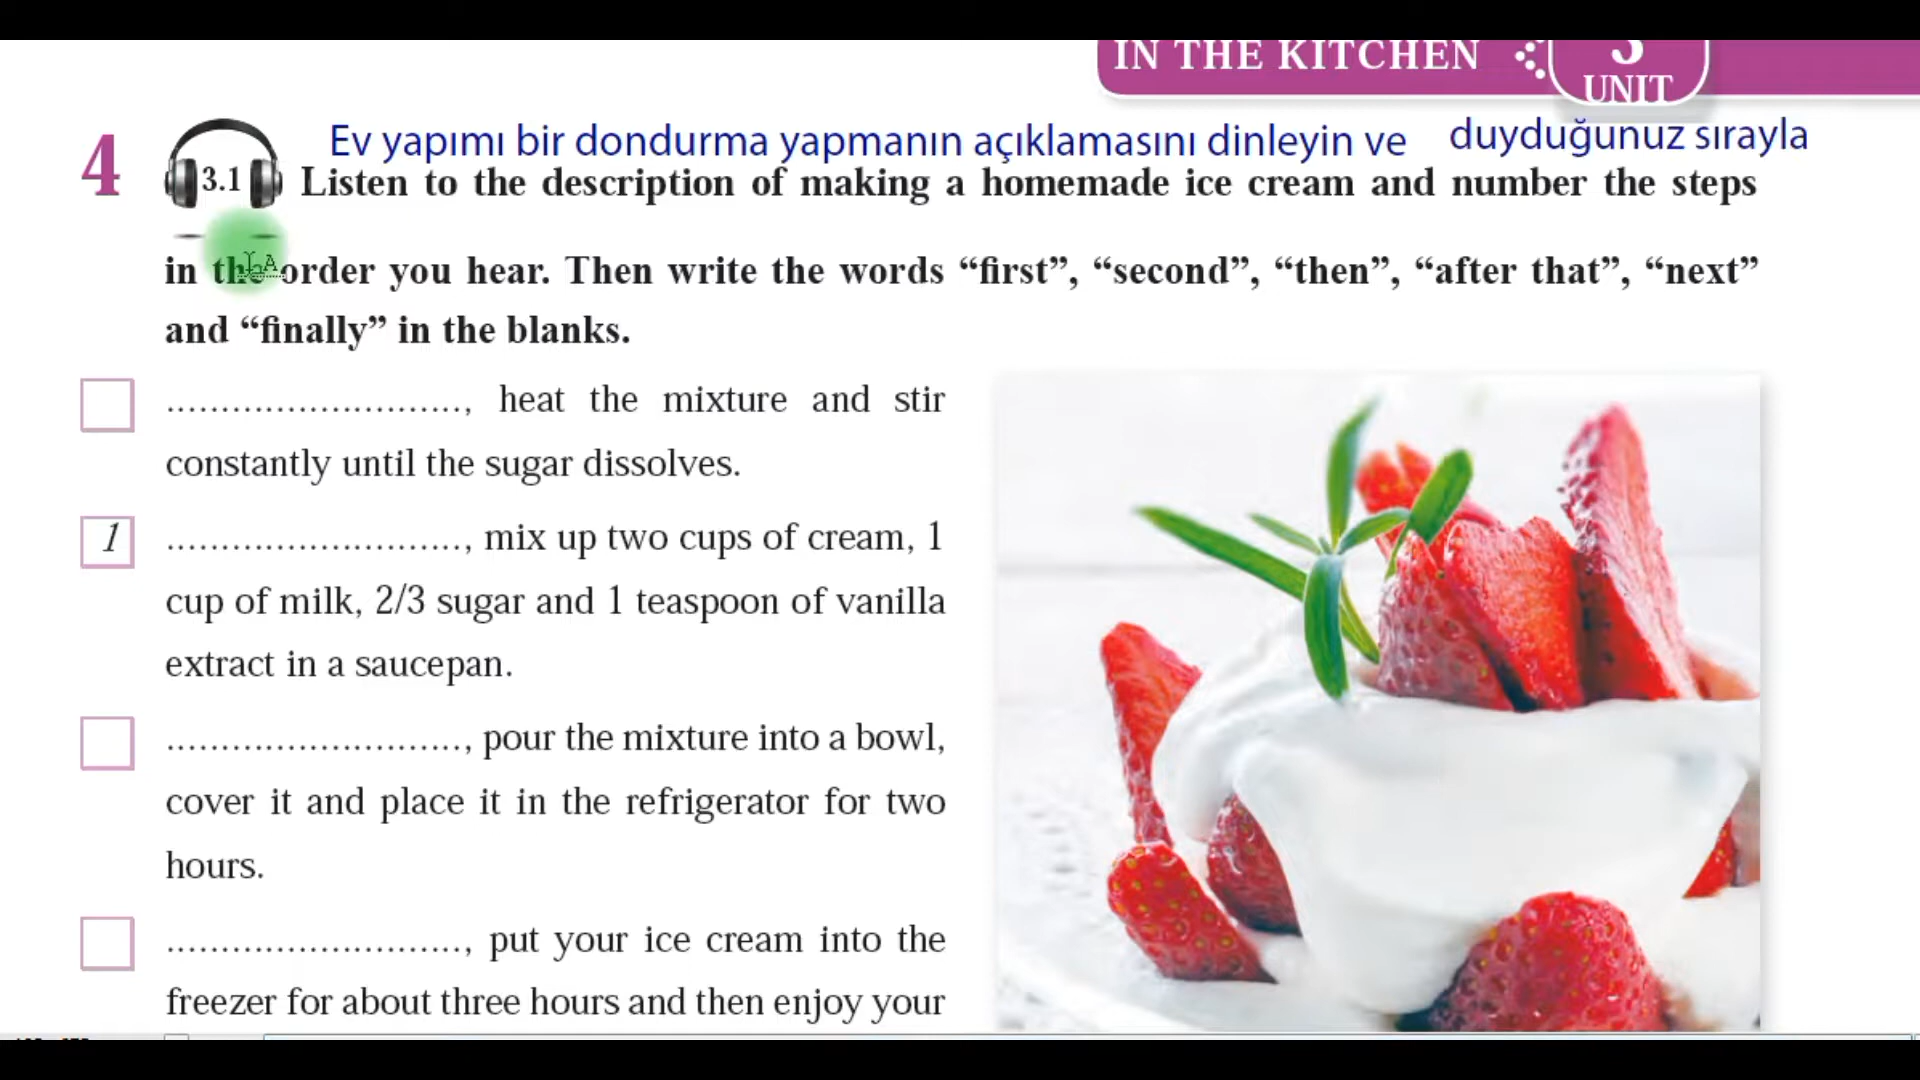 IN THE KITCHEN
UNIT
4
Ev yapımı bir dondurma yapmanın açıklamasını dinleyin ve duyduğunuz sırayla
3.1 Listen to the description of making a homemade ice cream and number the steps
in the order you hear. Then write the words “first”, “second”, “then”, “after that”, “next”
and “finally” in the blanks.
..........................., heat the mixture and stir
constantly until the sugar dissolves.
1 ..........................., mix up two cups of cream, 1
cup of milk, 2/3 sugar and 1 teaspoon of vanilla
extract in a saucepan.
..........................., pour the mixture into a bowl,
cover it and place it in the refrigerator for two
hours.
..........................., put your ice cream into the
freezer for about three hours and then enjoy your